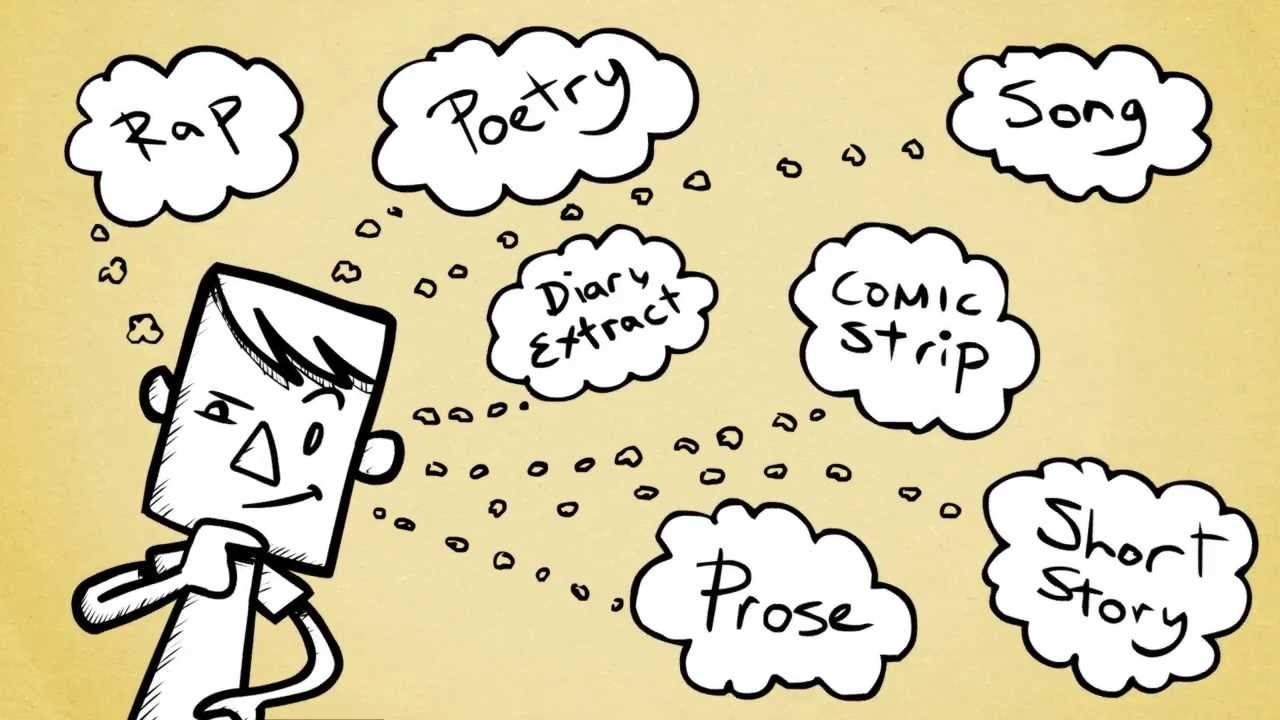 Rap
Poetry
Song
Diary
Extract
COMIC
Strip
Prose
Short
Story